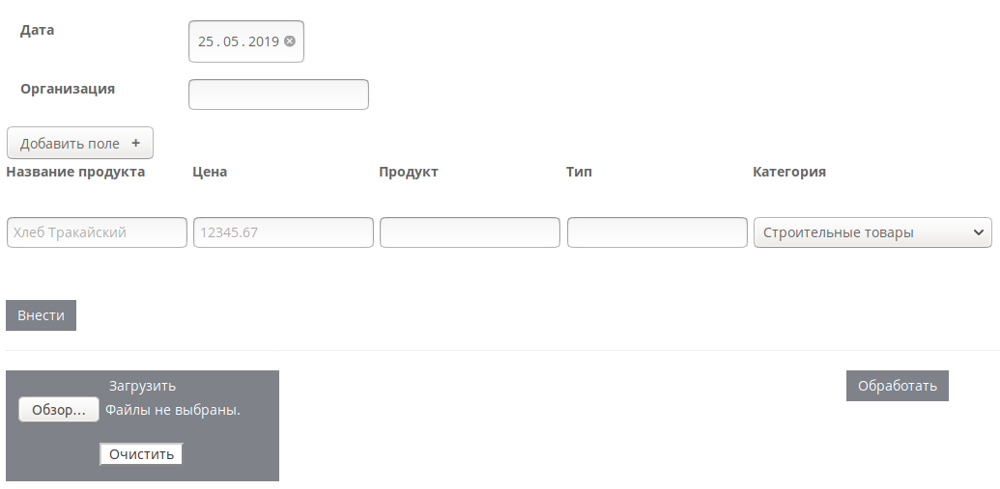 Дата
25.05.2019
Организация
Добавить поле +
Название продукта Цена Продукт Тип Категория
Хлеб Тракайский 12345.67 Строительные товары
Внести
Загрузить Обработать
Обзор... Файлы не выбраны.
Очистить